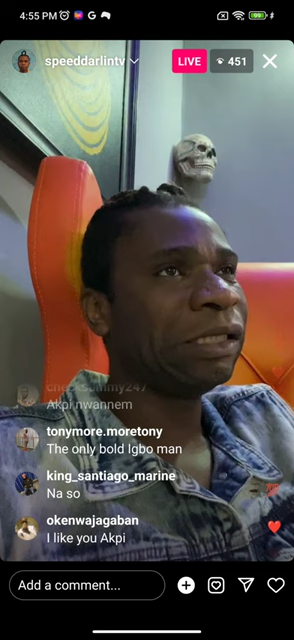 4:55 PM
speeddarlintv
LIVE
451
Akpi nwannem
tonymore.moretony
The only bold Igbo man
king_santiago_marine
Na so
okenwajagaban
I like you Akpi
Add a comment...